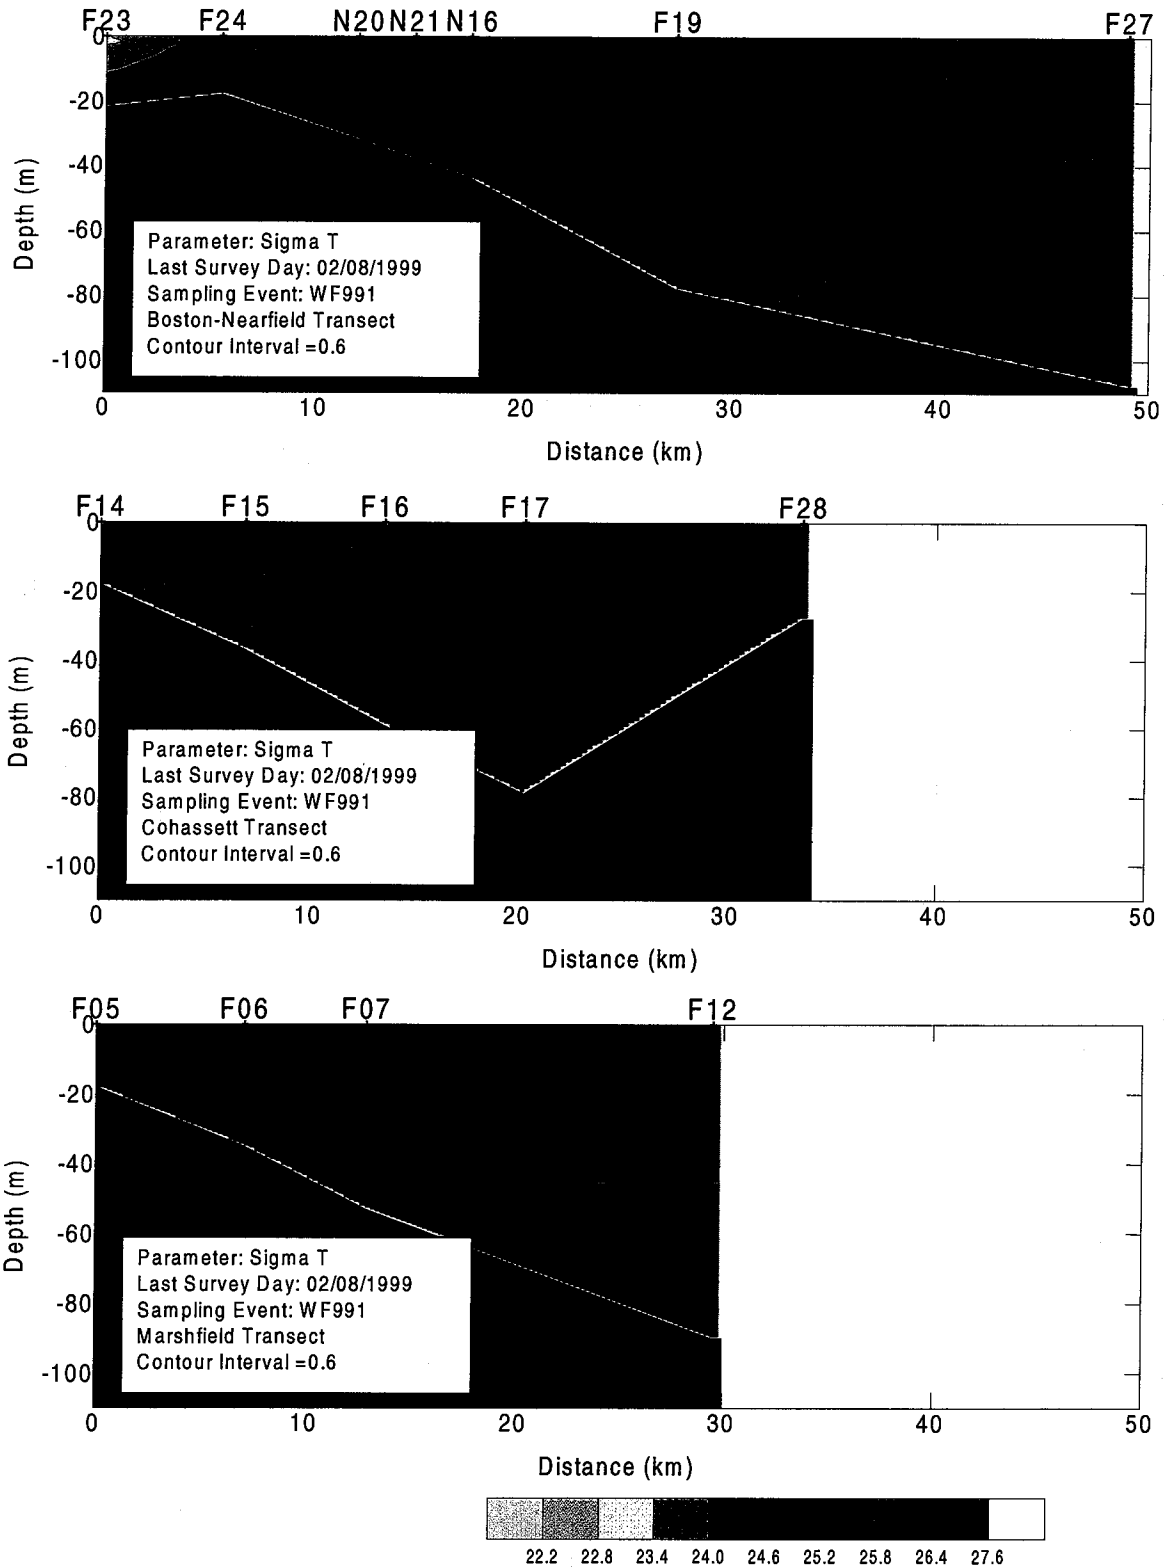 F23 F24 N20 N21 N16 F19 F27
0
-20
-40
-60
-80
-100
Depth (m)
Parameter: Sigma T
Last Survey Day: 02/08/1999
Sampling Event: WF991
Boston-Nearfield Transect
Contour Interval =0.6
0 10 20 30 40 50
Distance (km)
F14 F15 F16 F17 F28
0
-20
-40
-60
-80
-100
Depth (m)
Parameter: Sigma T
Last Survey Day: 02/08/1999
Sampling Event: WF991
Cohassett Transect
Contour Interval =0.6
0 10 20 30 40 50
Distance (km)
F05 F06 F07 F12
0
-20
-40
-60
-80
-100
Depth (m)
Parameter: Sigma T
Last Survey Day: 02/08/1999
Sampling Event: WF991
Marshfield Transect
Contour Interval =0.6
0 10 20 30 40 50
Distance (km)
22.2 22.8 23.4 24.0 24.6 25.2 25.8 26.4 27.6